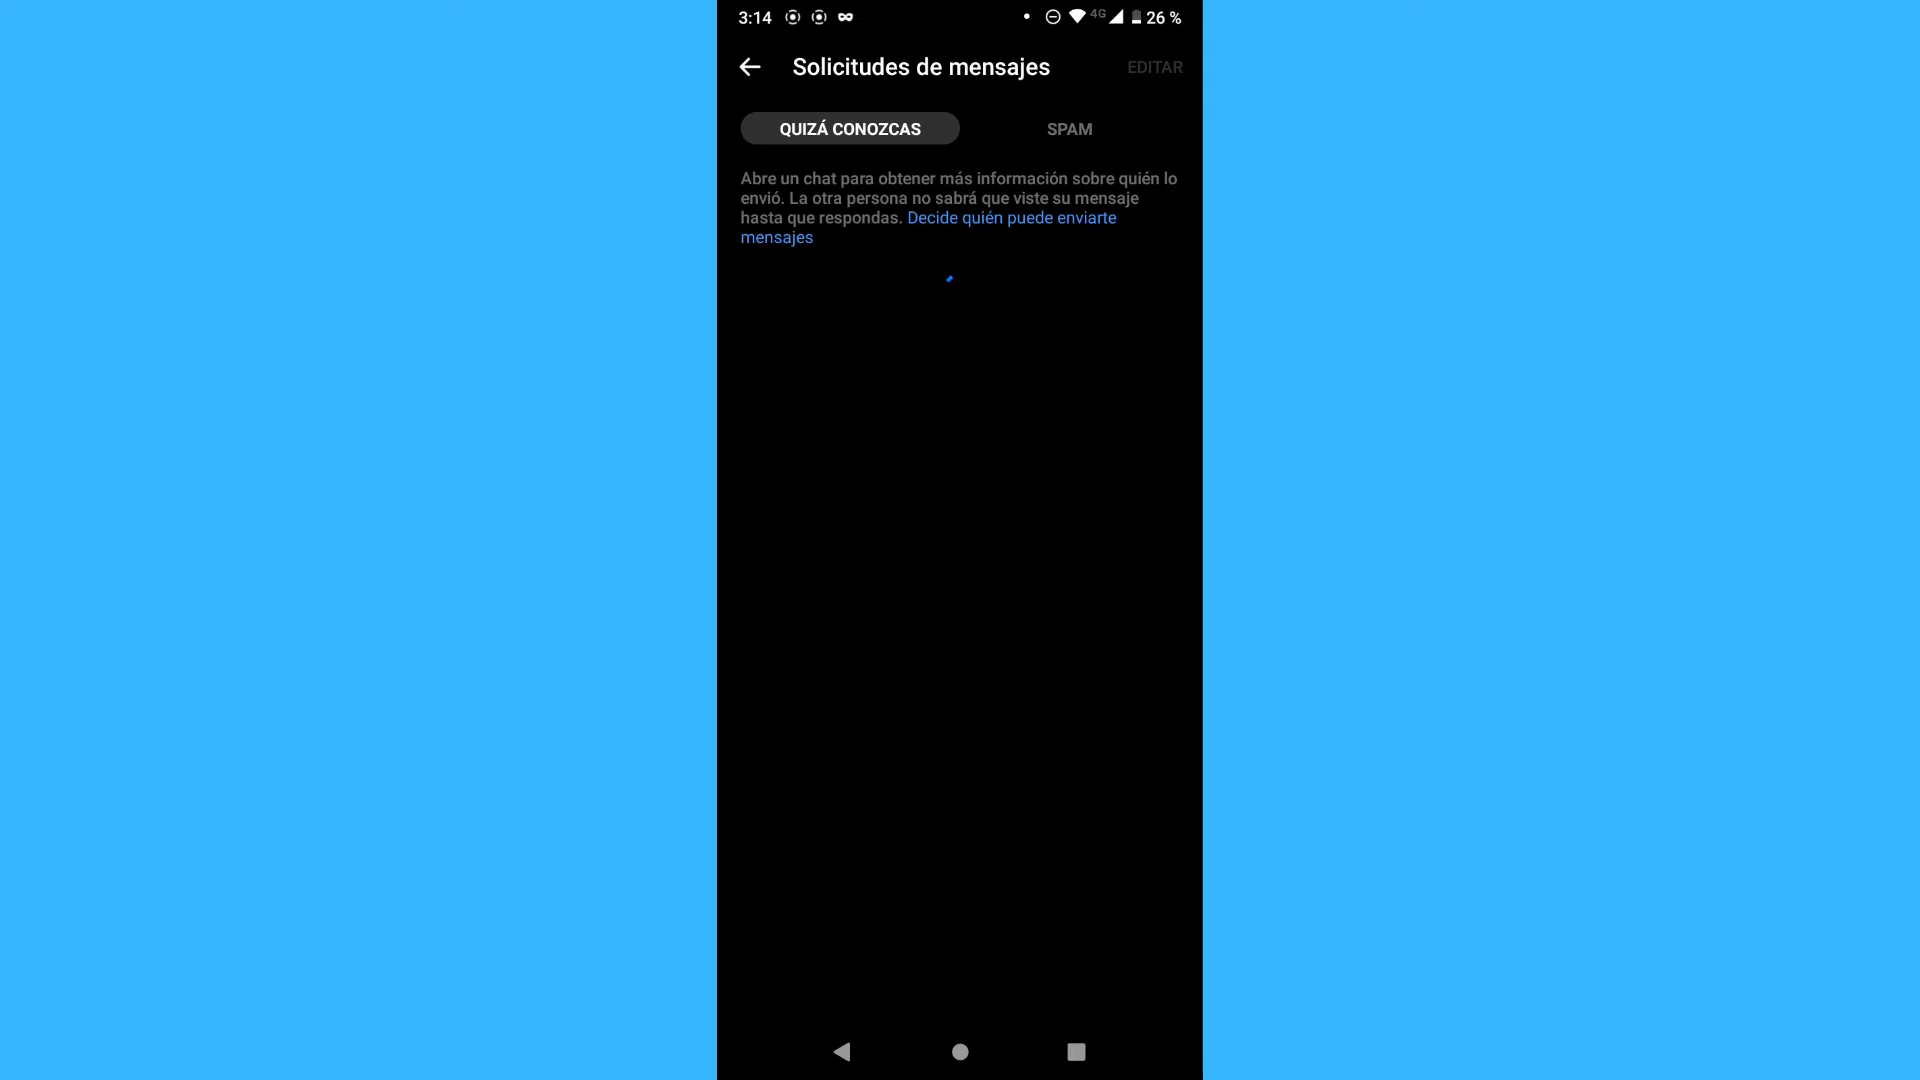 3:14 4G 26 %
Solicitudes de mensajes EDITAR
QUIZÁ CONOZCAS SPAM
Abre un chat para obtener más información sobre quién lo
envió. La otra persona no sabrá que viste su mensaje
hasta que respondas. Decide quién puede enviarte
mensajes